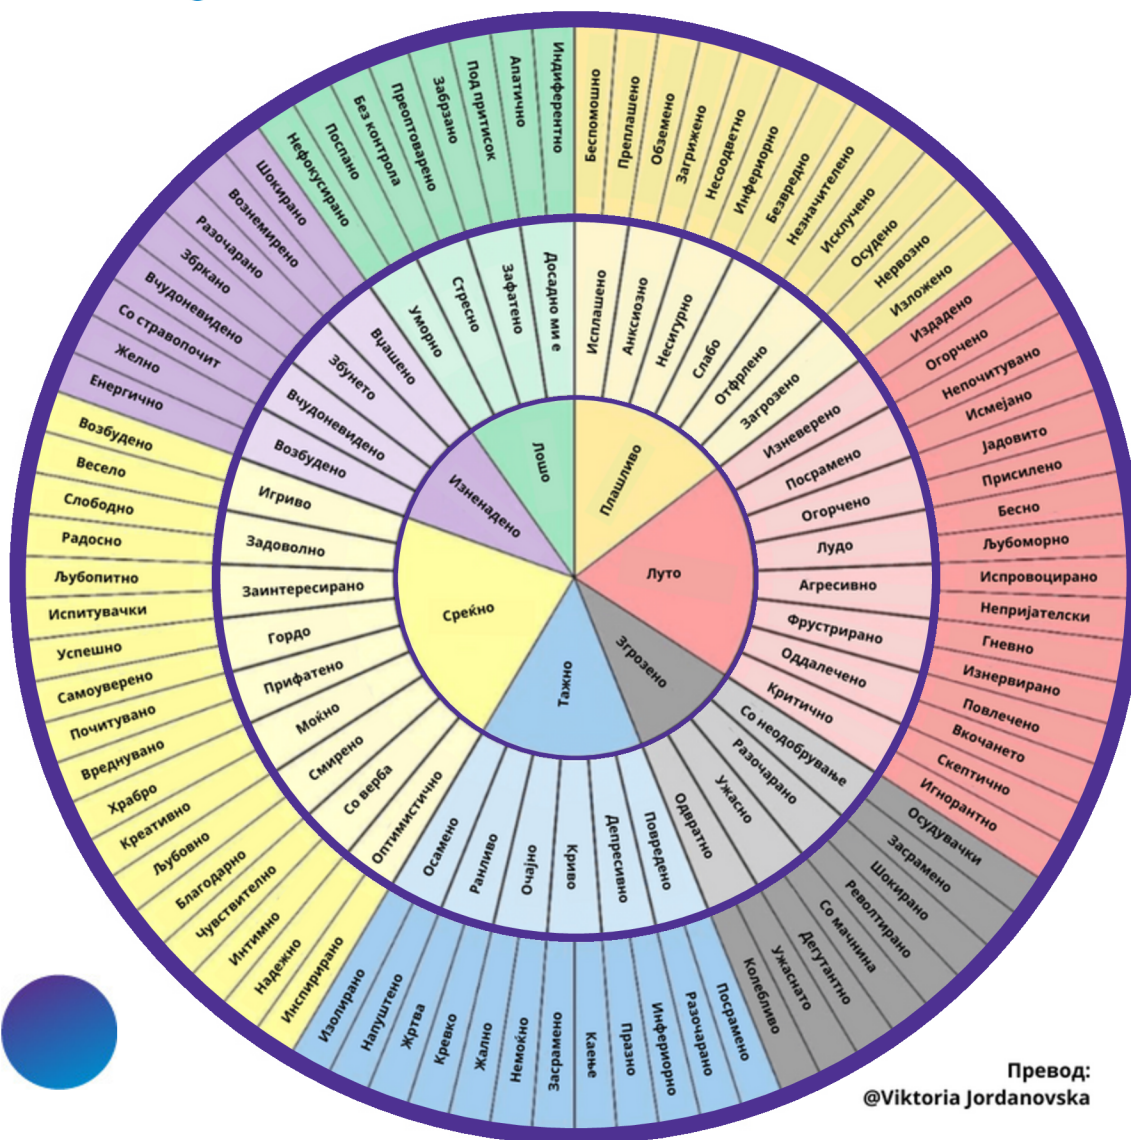 Лошо
Плашливо
Луто
Згрозено
Тажно
Среќно
Изненадено
Уморно
Стресно
Зафатено
Досадно ми е
Исплашено
Анксиозно
Несигурно
Слабо
Отфрлено
Загрозено
Изневерено
Посрамено
Огорчено
Лудо
Агресивно
Фрустрирано
Оддалечено
Критично
Со неодобрување
Разочарано
Ужасно
Одвратно
Повредено
Депресивно
Криво
Очајно
Ранливо
Осамено
Оптимистично
Со верба
Смирено
Моќно
Прифатено
Гордо
Заинтересирано
Задоволно
Игриво
Возбудено
Вчудоневидено
Збунето
Вџашено
Нефокусирано
Поспано
Без контрола
Преоптоварено
Забрзано
Под притисок
Апатично
Индиферентно
Беспомошно
Преплашено
Обземено
Загрижено
Несоодветно
Инфериорно
Безвредно
Незначителено
Исклучено
Осудено
Нервозно
Изложено
Издадено
Огорчено
Непочитувано
Исмејано
Јадовито
Присилено
Бесно
Љубоморно
Испровоцирано
Непријателски
Гневно
Изнервирано
Повлечено
Вкочането
Скептично
Игнорантно
Осудувачки
Засрамено
Шокирано
Револтирано
Со мачнина
Дегутантно
Ужаснато
Колебливо
Посрамено
Разочарано
Инфериорно
Празно
Каење
Засрамено
Немоќно
Жално
Кревко
Жртва
Напуштено
Изолирано
Инспирирано
Надежно
Интимно
Чувствително
Благодарно
Љубовно
Креативно
Храбро
Вреднувано
Почитувано
Самоуверено
Успешно
Испитувачки
Љубопитно
Радосно
Слободно
Весело
Возбудено
Енергично
Желно
Со стравопочит
Вчудоневидено
Збркано
Разочарано
Вознемирено
Шокирано
Превод:
@Viktoria Jordanovska